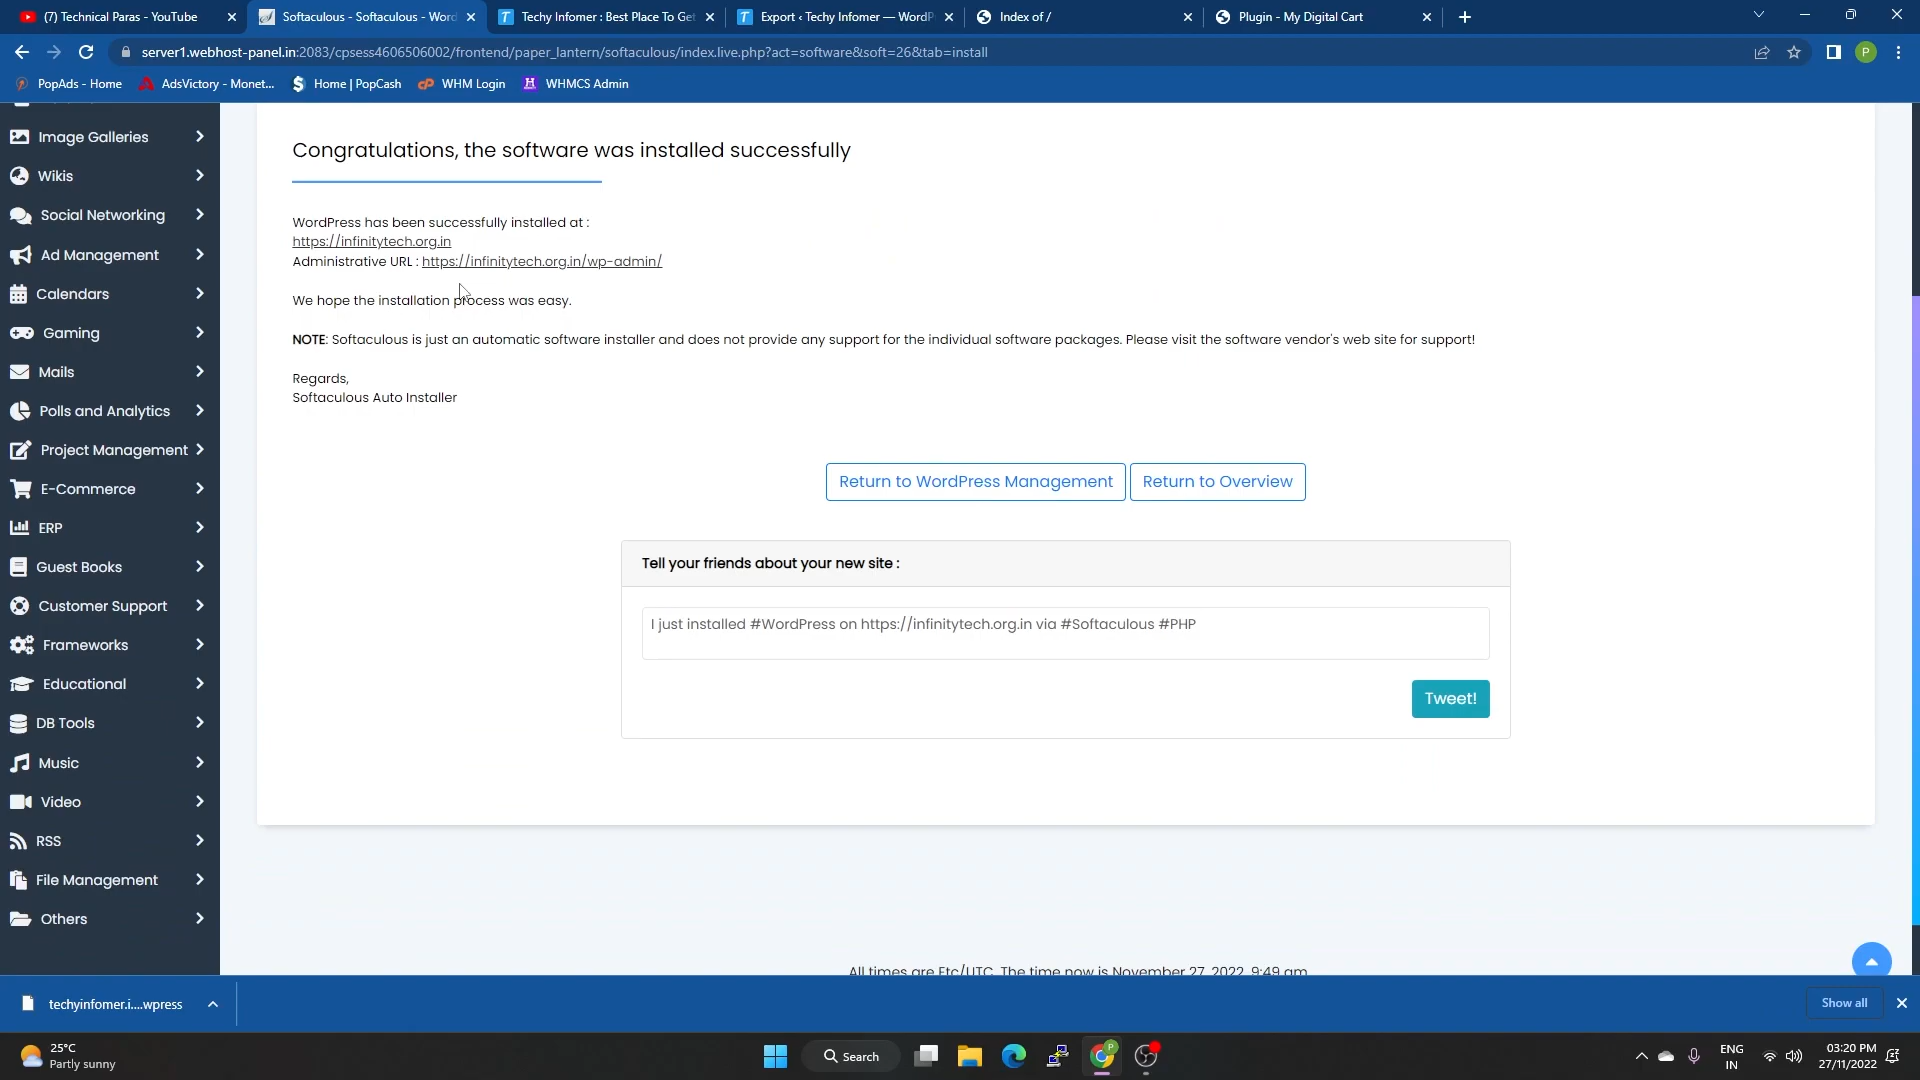 (7) Technical Paras - YouTube
Softaculous - Softaculous - Word
Techy Infomer : Best Place To Get
Export ‹ Techy Infomer — WordP
Index of /
Plugin - My Digital Cart
server1.webhost-panel.in:2083/cpsess4606506002/frontend/paper_lantern/softaculous/index.live.php?act=software&soft=26&tab=install
P
PopAds - Home
AdsVictory - Monet...
Home | PopCash
WHM Login
WHMCS Admin
Image Galleries
Wikis
Social Networking
Ad Management
Calendars
Gaming
Mails
Polls and Analytics
Project Management
E-Commerce
ERP
Guest Books
Customer Support
Frameworks
Educational
DB Tools
Music
Video
RSS
File Management
Others
Congratulations, the software was installed successfully
WordPress has been successfully installed at :
https://infinitytech.org.in
Administrative URL : https://infinitytech.org.in/wp-admin/
We hope the installation process was easy.
NOTE: Softaculous is just an automatic software installer and does not provide any support for the individual software packages. Please visit the software vendor's web site for support!
Regards,
Softaculous Auto Installer
Return to WordPress Management
Return to Overview
Tell your friends about your new site :
I just installed #WordPress on https://infinitytech.org.in via #Softaculous #PHP
Tweet!
All times are Etc/UTC. The time now is November 27, 2022, 9:49 am.
techyinfomer.i....wpress
Show all
25°C
Partly sunny
Search
ENG
IN
03:20 PM
27/11/2022